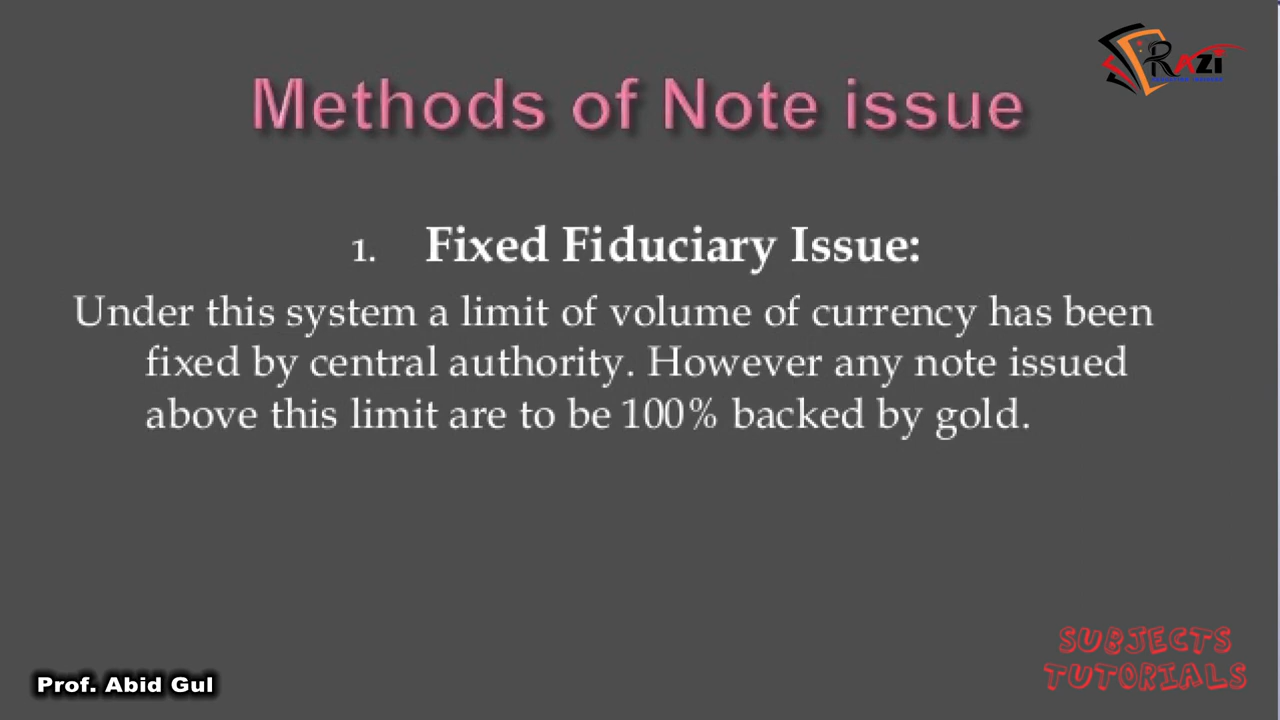 RAZI
Methods of Note issue
1. Fixed Fiduciary Issue:
Under this system a limit of volume of currency has been
fixed by central authority. However any note issued
above this limit are to be 100% backed by gold.
SUBJECTS
TUTORIALS
Prof. Abid Gul